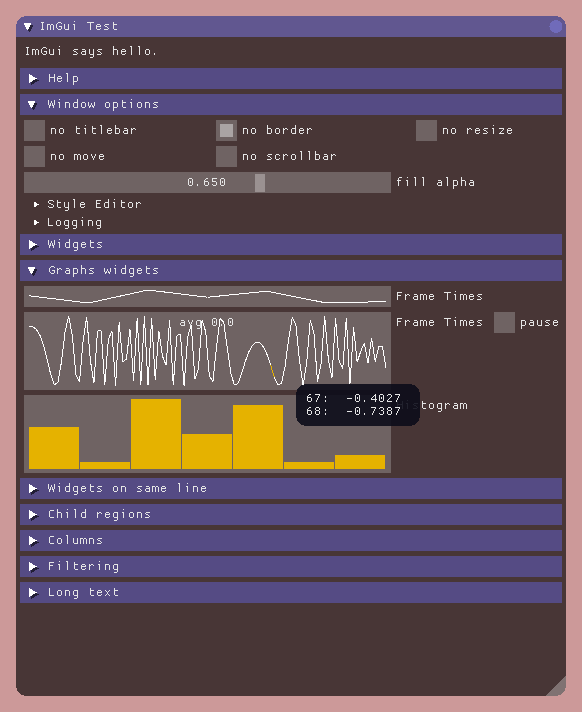 ImGui Test
ImGui says hello.
Help
Window options
no titlebar no border no resize
no move no scrollbar
0.650 fill alpha
Style Editor
Logging
Widgets
Graphs widgets
Frame Times
avg 0.0 Frame Times pause
67: -0.4027
68: -0.7387
Widgets on same line
Child regions
Columns
Filtering
Long text